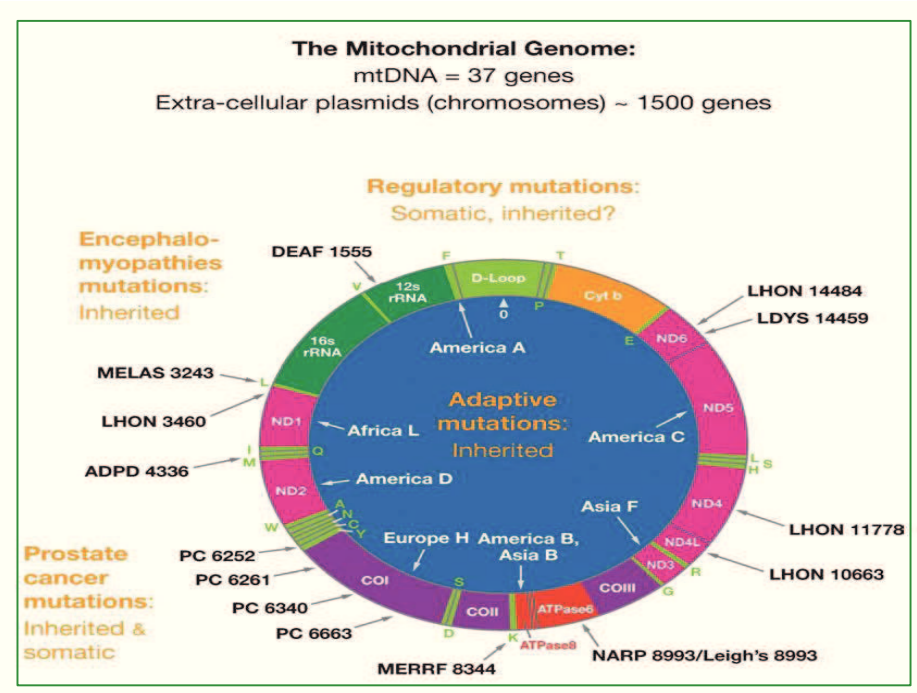 The Mitochondrial Genome:
mtDNA = 37 genes
Extra-cellular plasmids (chromosomes) ~ 1500 genes
Regulatory mutations:
Somatic, inherited?
Encephalo-
myopathies
mutations:
Inherited
DEAF 1555
F
D-Loop
T
V
12s
rRNA
P
Cyt b
0
LHON 14484
LDYS 14459
E
ND6
16s
rRNA
America A
MELAS 3243
L
Adaptive
mutations:
Inherited
ND5
LHON 3460
ND1
Africa L
America C
I
M
Q
L
S
H
ADPD 4336
ND2
America D
ND4
A
N
C
Y
W
Asia F
LHON 11778
Prostate
cancer
mutations:
Inherited &
somatic
PC 6252
PC 6261
PC 6340
PC 6663
Europe H
America B,
Asia B
ND4L
ND3
R
G
LHON 10663
COI
S
COII
D
K
ATPase8
ATPase6
COIII
MERRF 8344
NARP 8993/Leigh's 8993